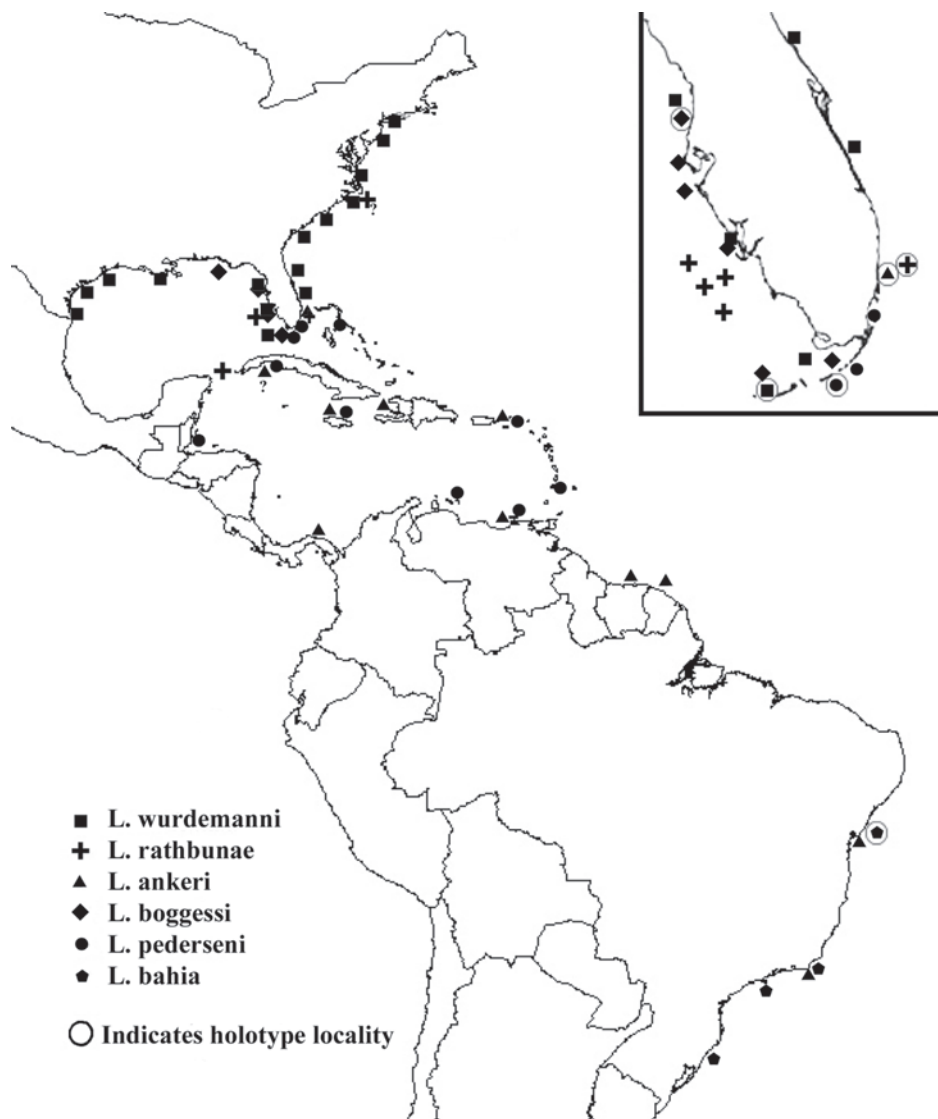 ?
?
L. wurdemanni
L. rathbunae
L. ankeri
L. boggessi
L. pederseni
L. bahia
Indicates holotype locality